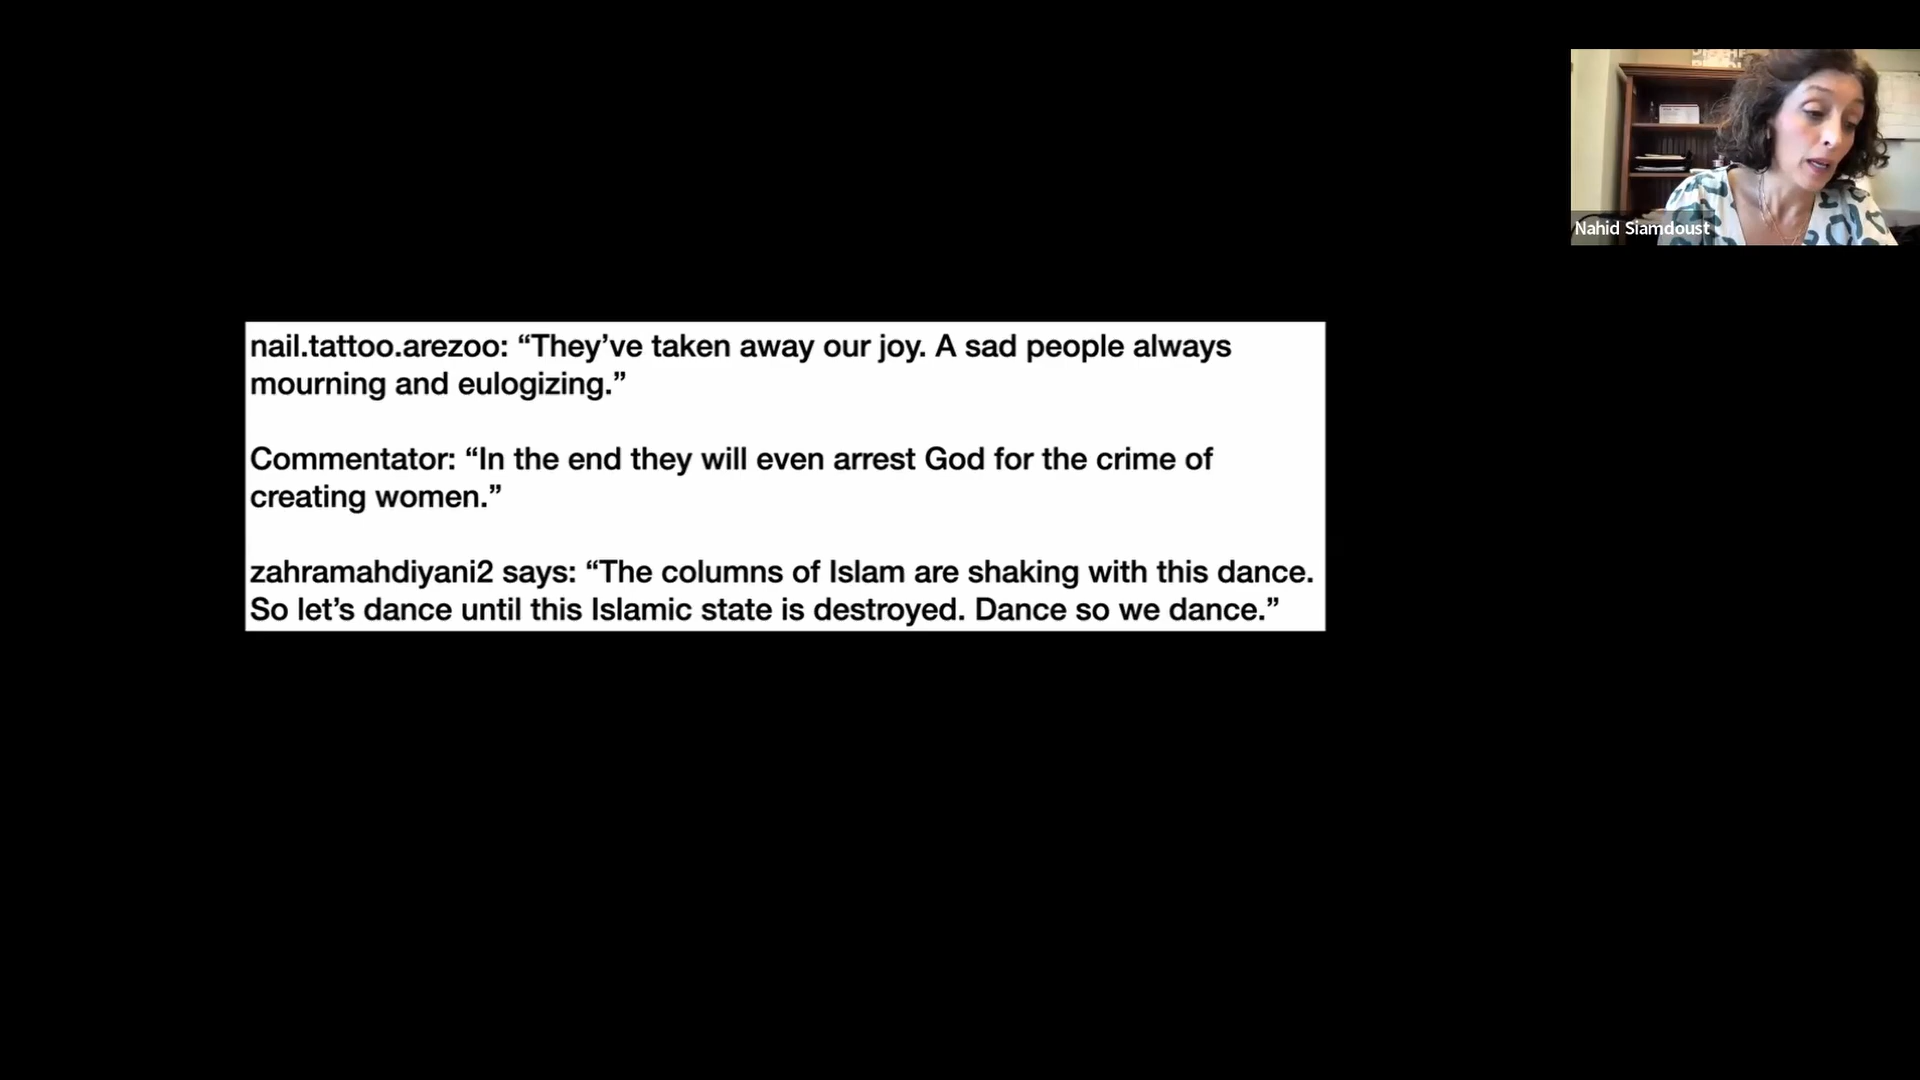 nail.tattoo.arezoo: “They’ve taken away our joy. A sad people always
mourning and eulogizing.”
Commentator: “In the end they will even arrest God for the crime of
creating women.”
zahramahdiyani2 says: “The columns of Islam are shaking with this dance.
So let’s dance until this Islamic state is destroyed. Dance so we dance.”
Nahid Siamdoust